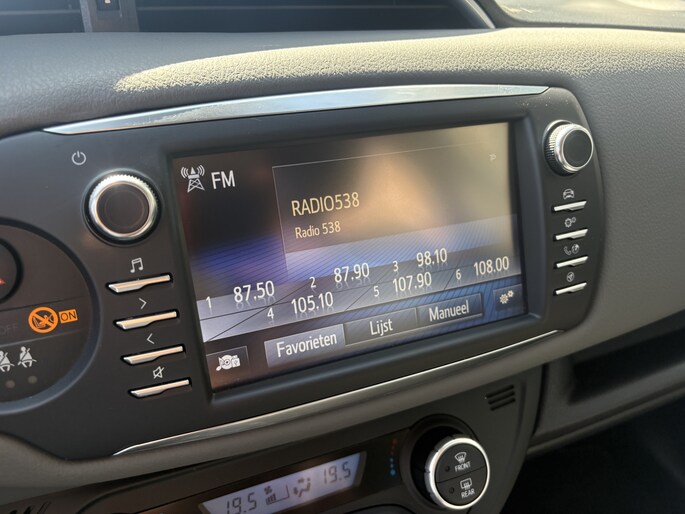 FM
RADIO538
Radio 538
1 87.50 2 87.90 3 98.10
4 105.10 5 107.90 6 108.00
Favorieten Lijst Manueel
OFF ON
19.5 19.5
FRONT
REAR